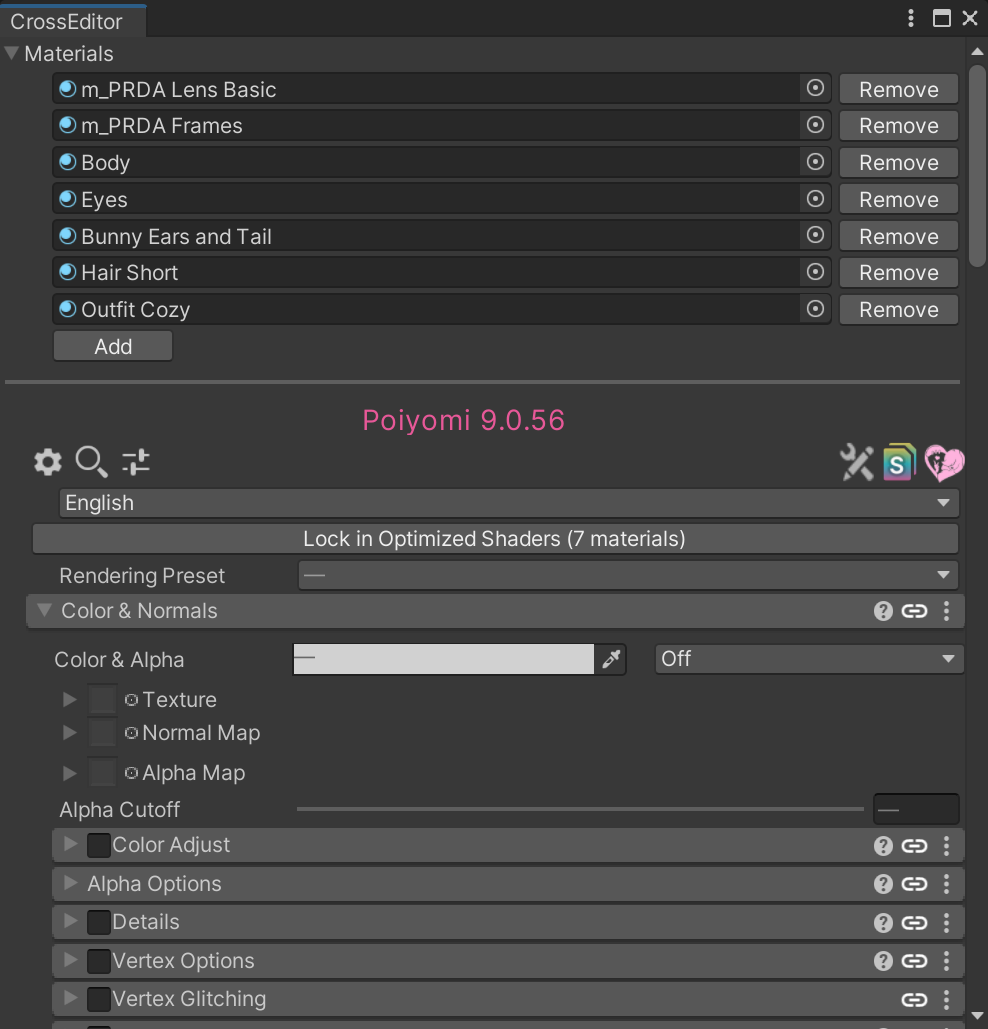 CrossEditor
Materials
m_PRDA Lens Basic Remove
m_PRDA Frames Remove
Body Remove
Eyes Remove
Bunny Ears and Tail Remove
Hair Short Remove
Outfit Cozy Remove
Add
Poiyomi 9.0.56
S
English
Lock in Optimized Shaders (7 materials)
Rendering Preset —
Color & Normals
Color & Alpha — Off
Texture
Normal Map
Alpha Map
Alpha Cutoff —
Color Adjust
Alpha Options
Details
Vertex Options
Vertex Glitching